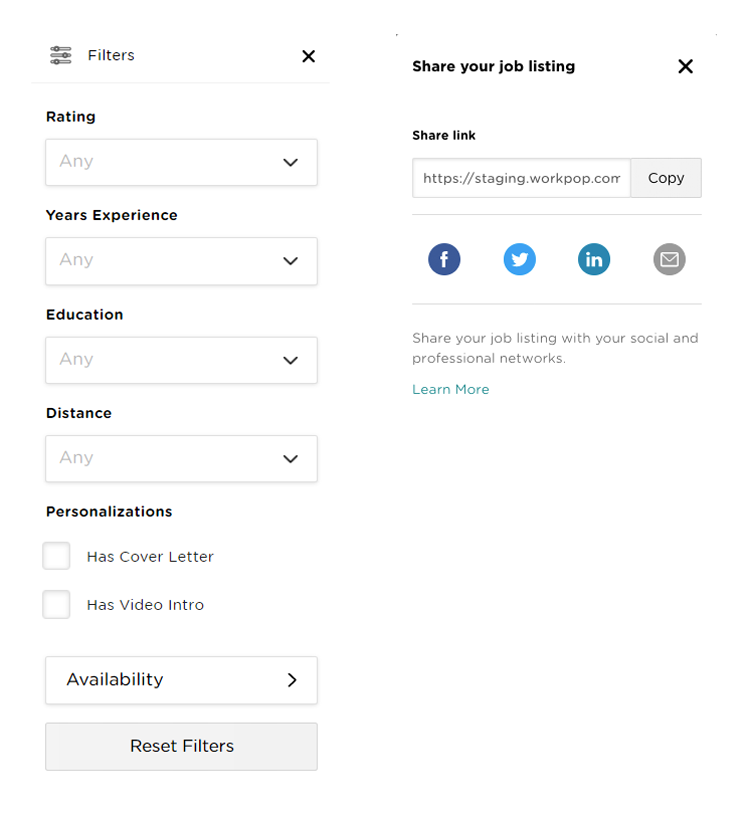 Filters
Rating
Any
Years Experience
Any
Education
Any
Distance
Any
Personalizations
Has Cover Letter
Has Video Intro
Availability
Reset Filters
Share your job listing
Share link
https://staging.workpop.com
Copy
f
in
Share your job listing with your social and
professional networks.
Learn More